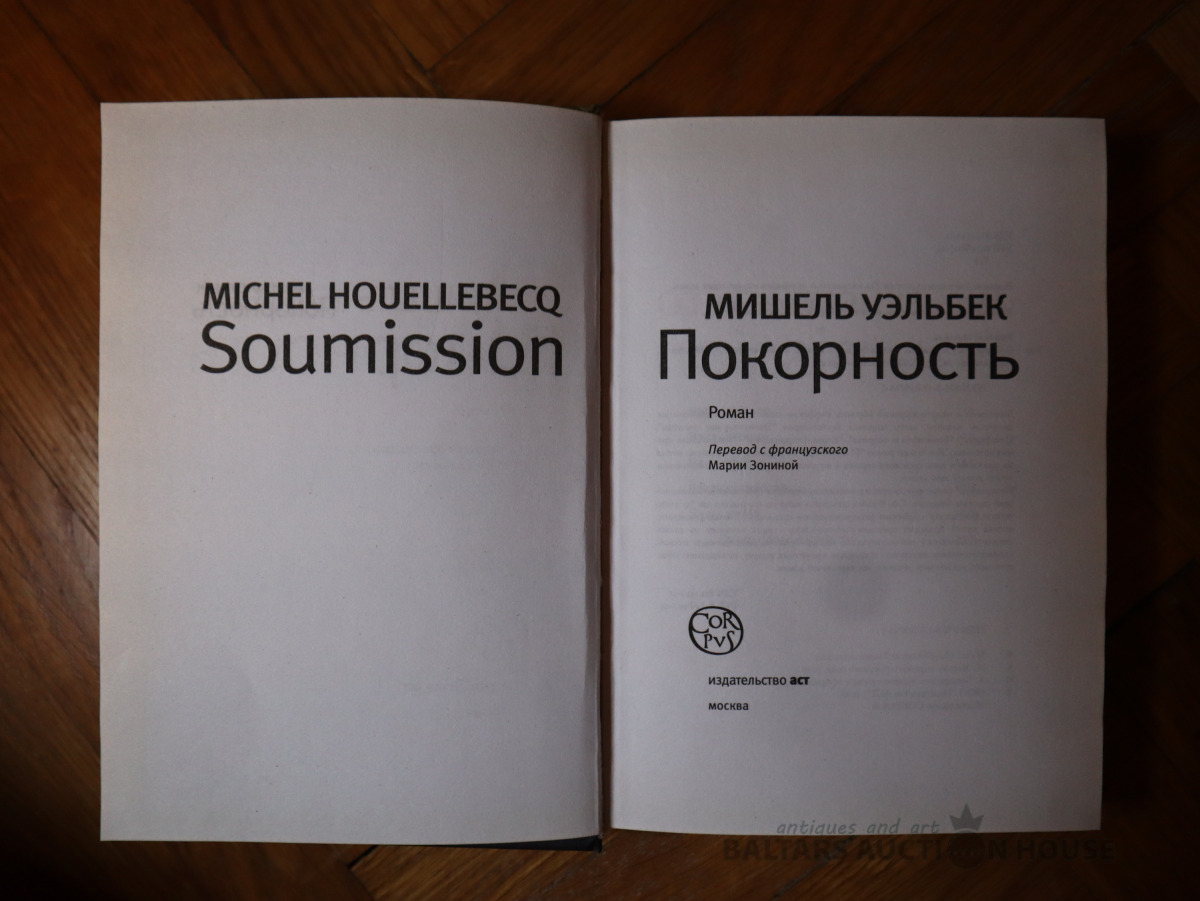 MICHEL HOUELLEBECQ
Soumission
МИШЕЛЬ УЭЛЬБЕК
Покорность
Роман
Перевод с французского
Марии Зониной
CORPVS
издательство аст
москва
antiques and art
BALTARS AUCTION HOUSE